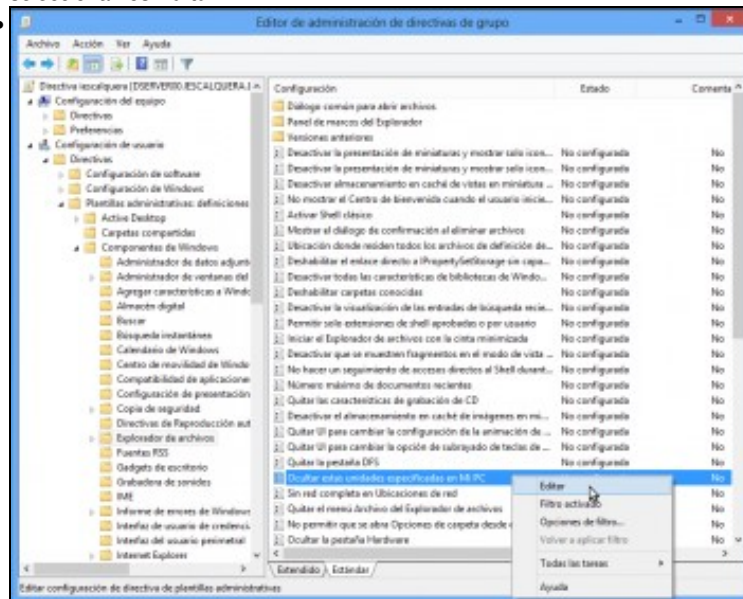 Editor de administración de directivas de grupo
Archivo Acción Ver Ayuda
Directiva iescalquera [DSERVER00.IESCALQUERA.L
Configuración del equipo
Directivas
Preferencias
Configuración de usuario
Directivas
Configuración de software
Configuración de Windows
Plantillas administrativas: definiciones
Active Desktop
Carpetas compartidas
Componentes de Windows
Administrador de datos adjunto
Administrador de ventanas del
Agregar características a Windo
Almacén digital
Buscar
Búsqueda instantánea
Calendario de Windows
Centro de movilidad de Windo
Compatibilidad de aplicacione
Configuración de presentación
Copia de seguridad
Directivas de Reproducción aut
Explorador de archivos
Fuentes RSS
Gadgets de escritorio
Grabadora de sonidos
IME
Informe de errores de Windows
Interfaz de usuario de credenci
Interfaz del usuario perimetral
Internet Explorer
Configuración Estado Comenta
Diálogo común para abrir archivos
Panel de marcos del Explorador
Versiones anteriores
Desactivar la presentación de miniaturas y mostrar solo icon... No configurada No
Desactivar la presentación de miniaturas y mostrar solo icon... No configurada No
Desactivar almacenamiento en caché de vistas en miniatura ... No configurada No
No mostrar el Centro de bienvenida cuando el usuario inicie... No configurada No
Activar Shell clásico No configurada No
Mostrar el diálogo de confirmación al eliminar archivos No configurada No
Ubicación donde residen todos los archivos de definición de... No configurada No
Deshabilitar el enlace directo a IPropertySetStorage sin capa... No configurada No
Desactivar todas las características de bibliotecas de Windo... No configurada No
Deshabilitar carpetas conocidas No configurada No
Desactivar la visualización de las entradas de búsqueda recie... No configurada No
Permitir solo extensiones de shell aprobadas o por usuario No configurada No
Iniciar el Explorador de archivos con la cinta minimizada No configurada No
Desactivar que se muestren fragmentos en el modo de vista ... No configurada No
No hacer un seguimiento de accesos directos al Shell durant... No configurada No
Número máximo de documentos recientes No configurada No
Quitar las características de grabación de CD No configurada No
Desactivar el almacenamiento en caché de imágenes en mi... No configurada No
Quitar UI para cambiar la configuración de la animación de ... No configurada No
Quitar UI para cambiar la opción de subrayado de teclas de ... No configurada No
Quitar la pestaña DFS No configurada No
Ocultar estas unidades especificadas en Mi PC No
Sin red completa en Ubicaciones de red No
Quitar el menú Archivo del Explorador de archivos No
No permitir que se abra Opciones de carpeta desde No
Ocultar la pestaña Hardware No
Editar
Filtro activado
Opciones de filtro...
Volver a aplicar filtro
Todas las tareas
Ayuda
Extendido Estándar
Editar configuración de directiva de plantillas administrativas